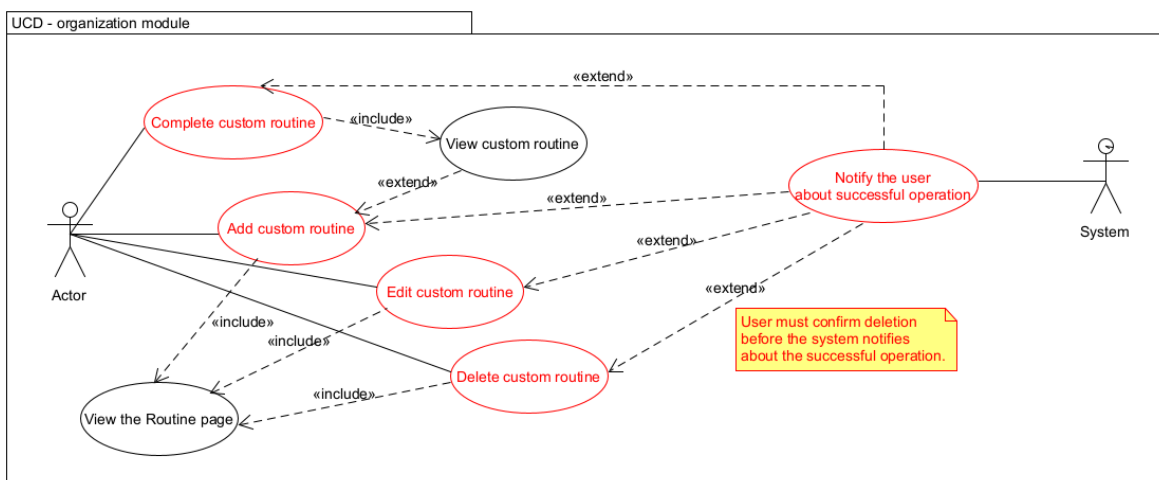 UCD - organization module
«extend»
Complete custom routine
«include»
View custom routine
Notify the user
about successful operation
System
«extend»
«extend»
Add custom routine
«extend»
Actor
Edit custom routine
«extend»
«include»
«include»
User must confirm deletion
before the system notifies
about the successful operation.
Delete custom routine
«include»
View the Routine page